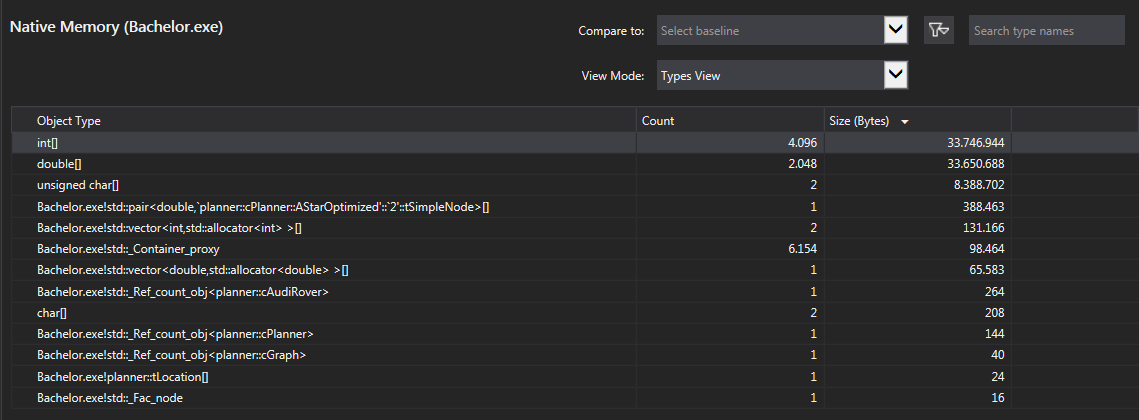 Native Memory (Bachelor.exe)
Compare to: Select baseline Search type names
View Mode: Types View
Object Type Count Size (Bytes)
int[] 4.096 33.746.944
double[] 2.048 33.650.688
unsigned char[] 2 8.388.702
Bachelor.exe!std::pair<double,`planner::cPlanner::AStarOptimized'::`2'::tSimpleNode>[] 1 388.463
Bachelor.exe!std::vector<int,std::allocator<int> >[] 2 131.166
Bachelor.exe!std::_Container_proxy 6.154 98.464
Bachelor.exe!std::vector<double,std::allocator<double> >[] 1 65.583
Bachelor.exe!std::_Ref_count_obj<planner::cAudiRover> 1 264
char[] 2 208
Bachelor.exe!std::_Ref_count_obj<planner::cPlanner> 1 144
Bachelor.exe!std::_Ref_count_obj<planner::cGraph> 1 40
Bachelor.exe!planner::tLocation[] 1 24
Bachelor.exe!std::_Fac_node 1 16